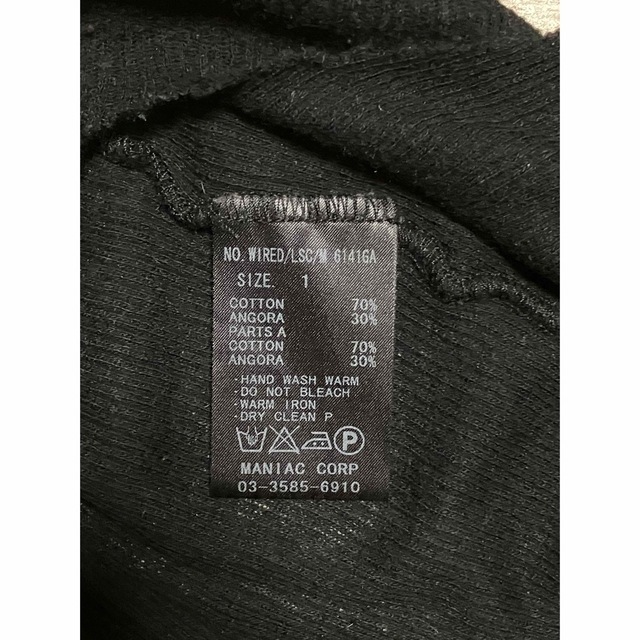 NO. WIRED/LSC/M 6141GA
SIZE. 1
COTTON 70%
ANGORA 30%
PARTS A
COTTON 70%
ANGORA 30%
-HAND WASH WARM
-DO NOT BLEACH
-WARM IRON
-DRY CLEAN P
P
MANIAC CORP
03-3585-6910